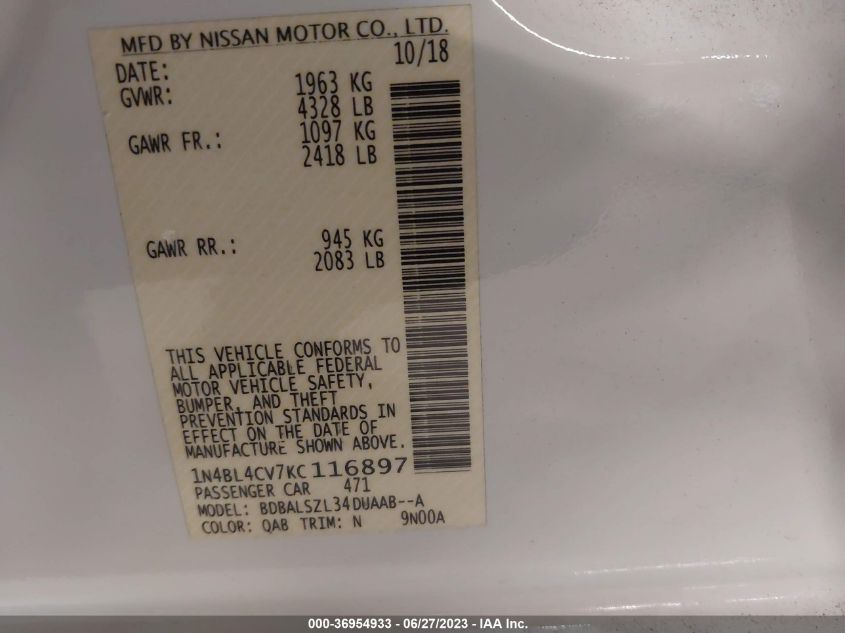 MFD BY NISSAN MOTOR CO., LTD.
DATE: 10/18
GVWR: 1963 KG
4328 LB
GAWR FR.: 1097 KG
2418 LB
GAWR RR.: 945 KG
2083 LB
THIS VEHICLE CONFORMS TO
ALL APPLICABLE FEDERAL
MOTOR VEHICLE SAFETY,
BUMPER, AND THEFT
PREVENTION STANDARDS IN
EFFECT ON THE DATE OF
MANUFACTURE SHOWN ABOVE.
1N4BL4CV7KC116897
PASSENGER CAR 471
MODEL: BDBALSZL34DUAAB--A
COLOR: QAB TRIM: N 9N00A
000-36954933 - 06/27/2023 - IAA Inc.